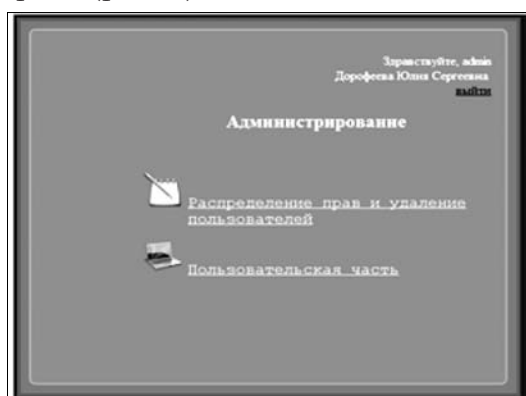 Здравствуйте, admin
Дорофеева Юлия Сергеевна
выйти
Администрирование
Распределение прав и удаление
пользователей
Пользовательская часть